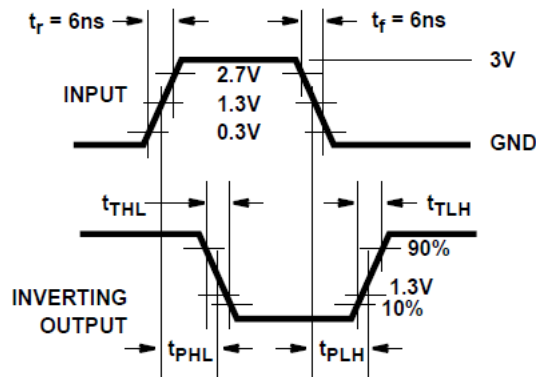 tr = 6ns
tf = 6ns
3V
2.7V
INPUT
1.3V
0.3V
GND
tTHL
tTLH
90%
1.3V
INVERTING
10%
OUTPUT
tPHL
tPLH